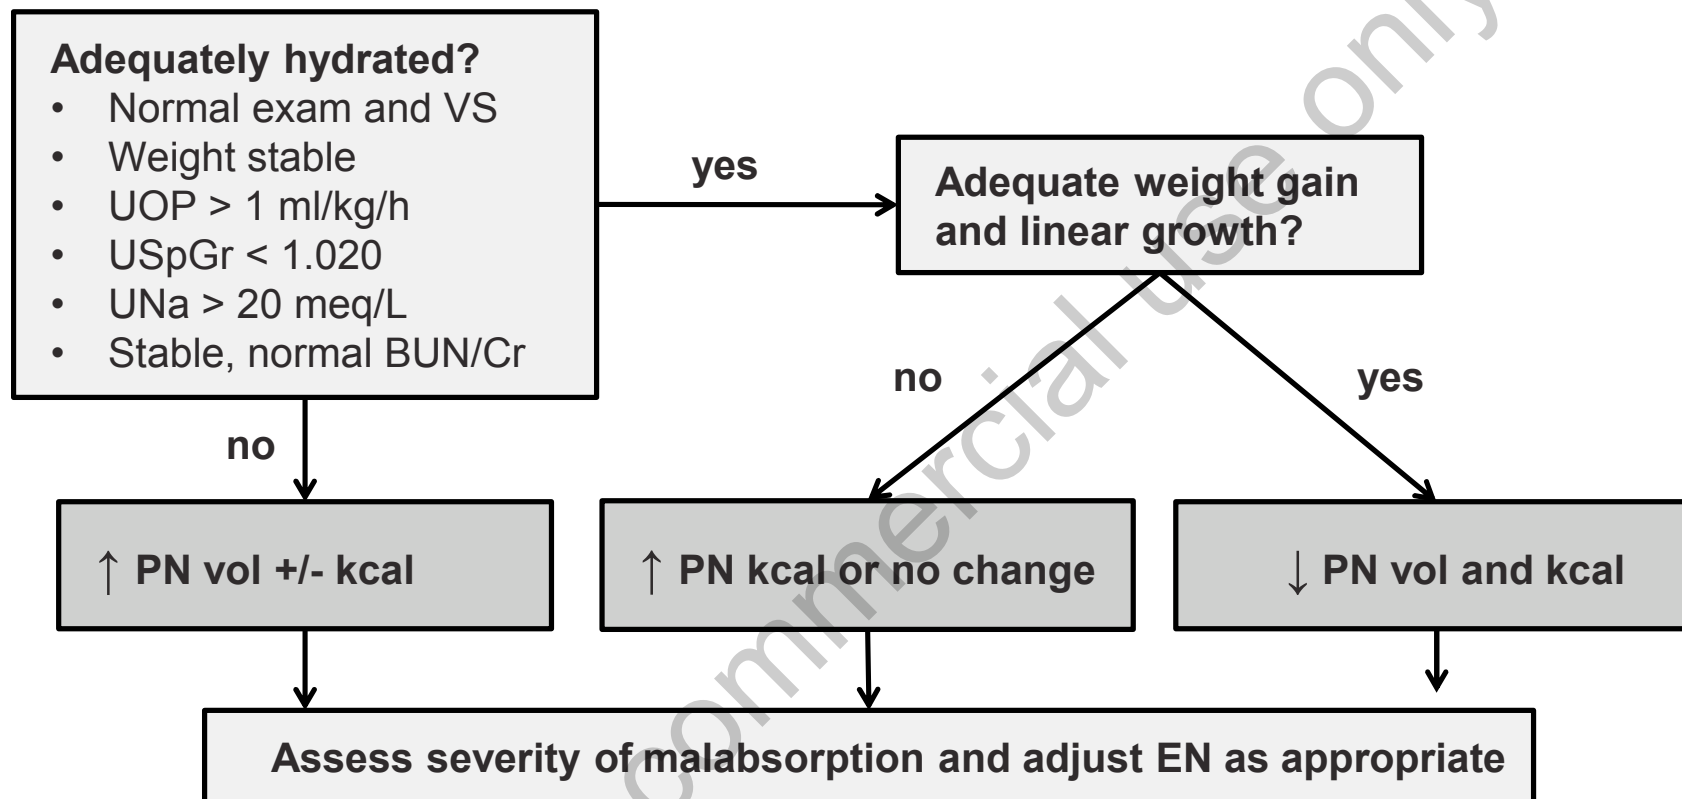 Adequately hydrated?
• Normal exam and VS
• Weight stable
• UOP > 1 ml/kg/h
• USpGr < 1.020
• UNa > 20 meq/L
• Stable, normal BUN/Cr
yes
Adequate weight gain
and linear growth?
no
no
yes
↑ PN vol +/- kcal
↑ PN kcal or no change
↓ PN vol and kcal
Assess severity of malabsorption and adjust EN as appropriate
commercial use only